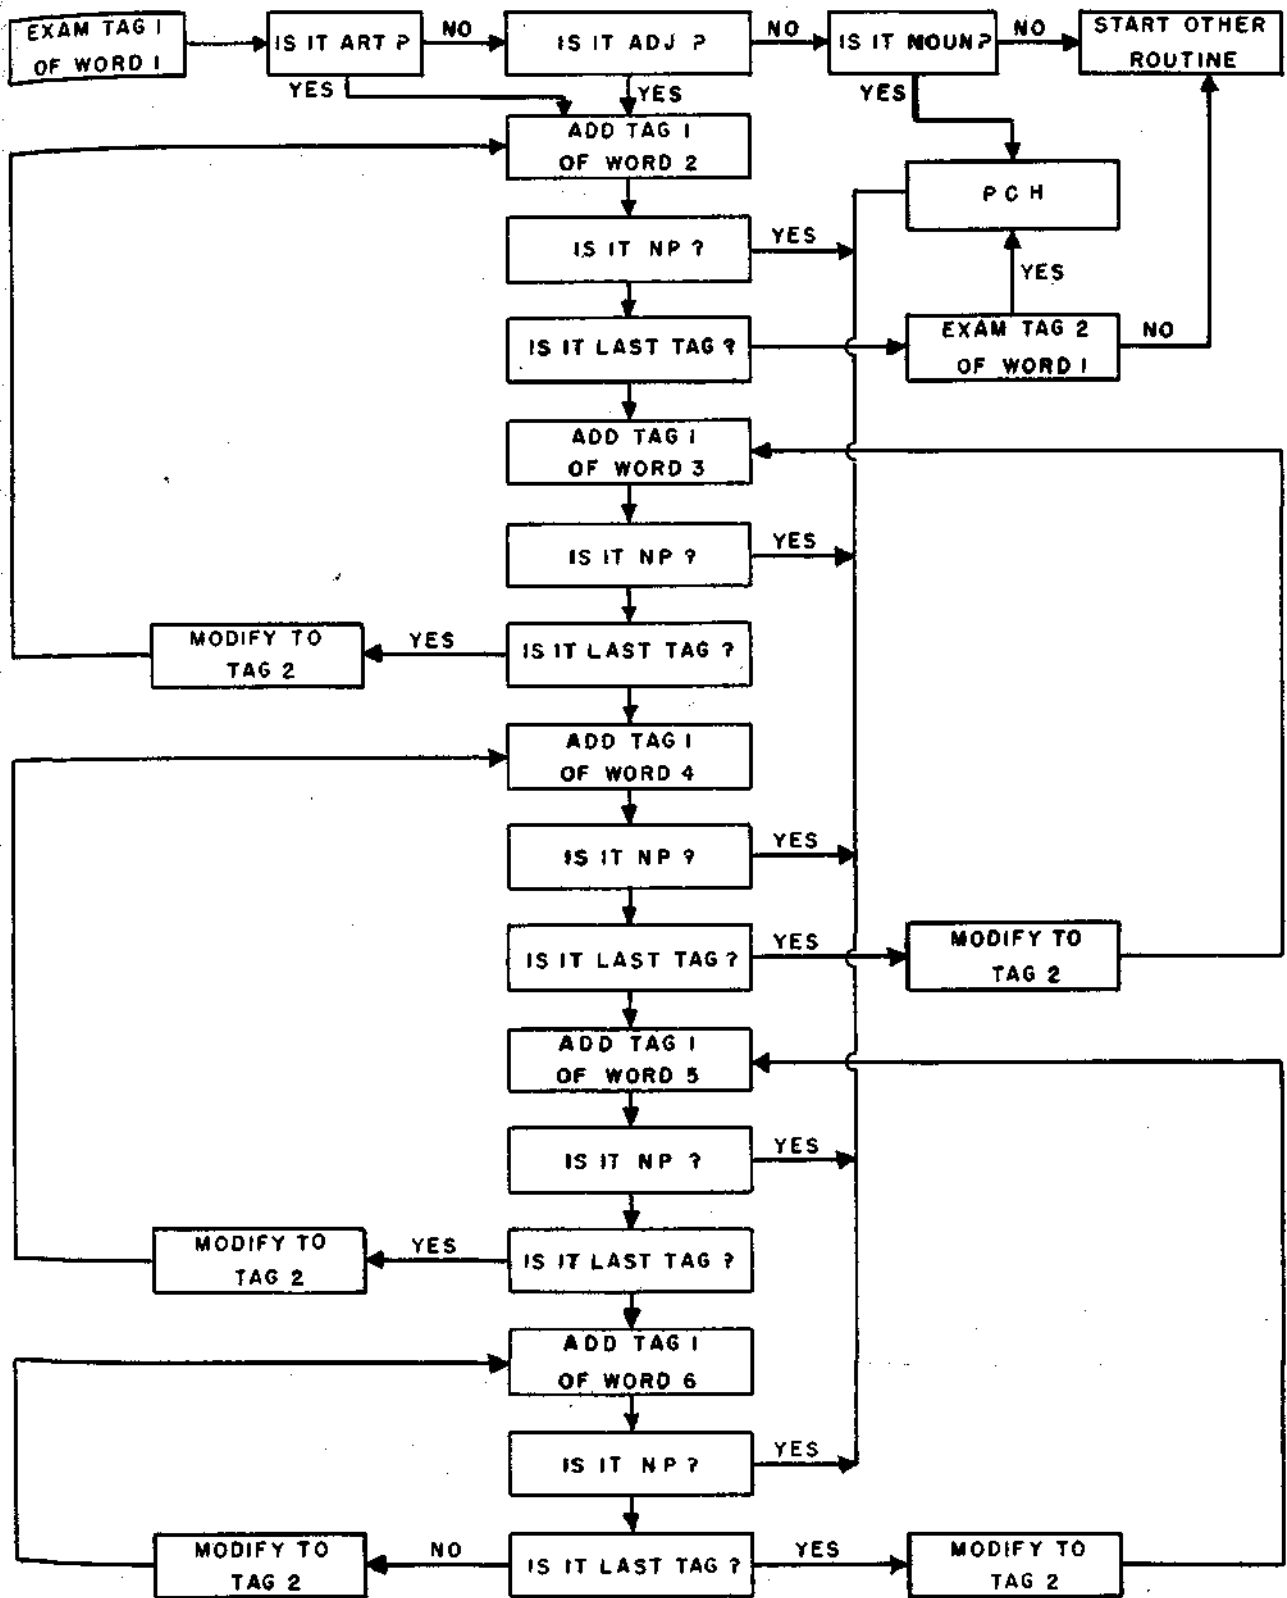 EXAM TAG 1
OF WORD 1
IS IT ART ?
NO
IS IT ADJ ?
NO
IS IT NOUN ?
NO
START OTHER
ROUTINE
YES
YES
YES
ADD TAG 1
OF WORD 2
P C H
IS IT NP ?
YES
YES
IS IT LAST TAG ?
EXAM TAG 2
OF WORD 1
NO
ADD TAG 1
OF WORD 3
IS IT NP ?
YES
MODIFY TO
TAG 2
YES
IS IT LAST TAG ?
ADD TAG 1
OF WORD 4
IS IT NP ?
YES
IS IT LAST TAG ?
YES
MODIFY TO
TAG 2
ADD TAG 1
OF WORD 5
IS IT NP ?
YES
MODIFY TO
TAG 2
YES
IS IT LAST TAG ?
ADD TAG 1
OF WORD 6
IS IT NP ?
YES
MODIFY TO
TAG 2
NO
IS IT LAST TAG ?
YES
MODIFY TO
TAG 2